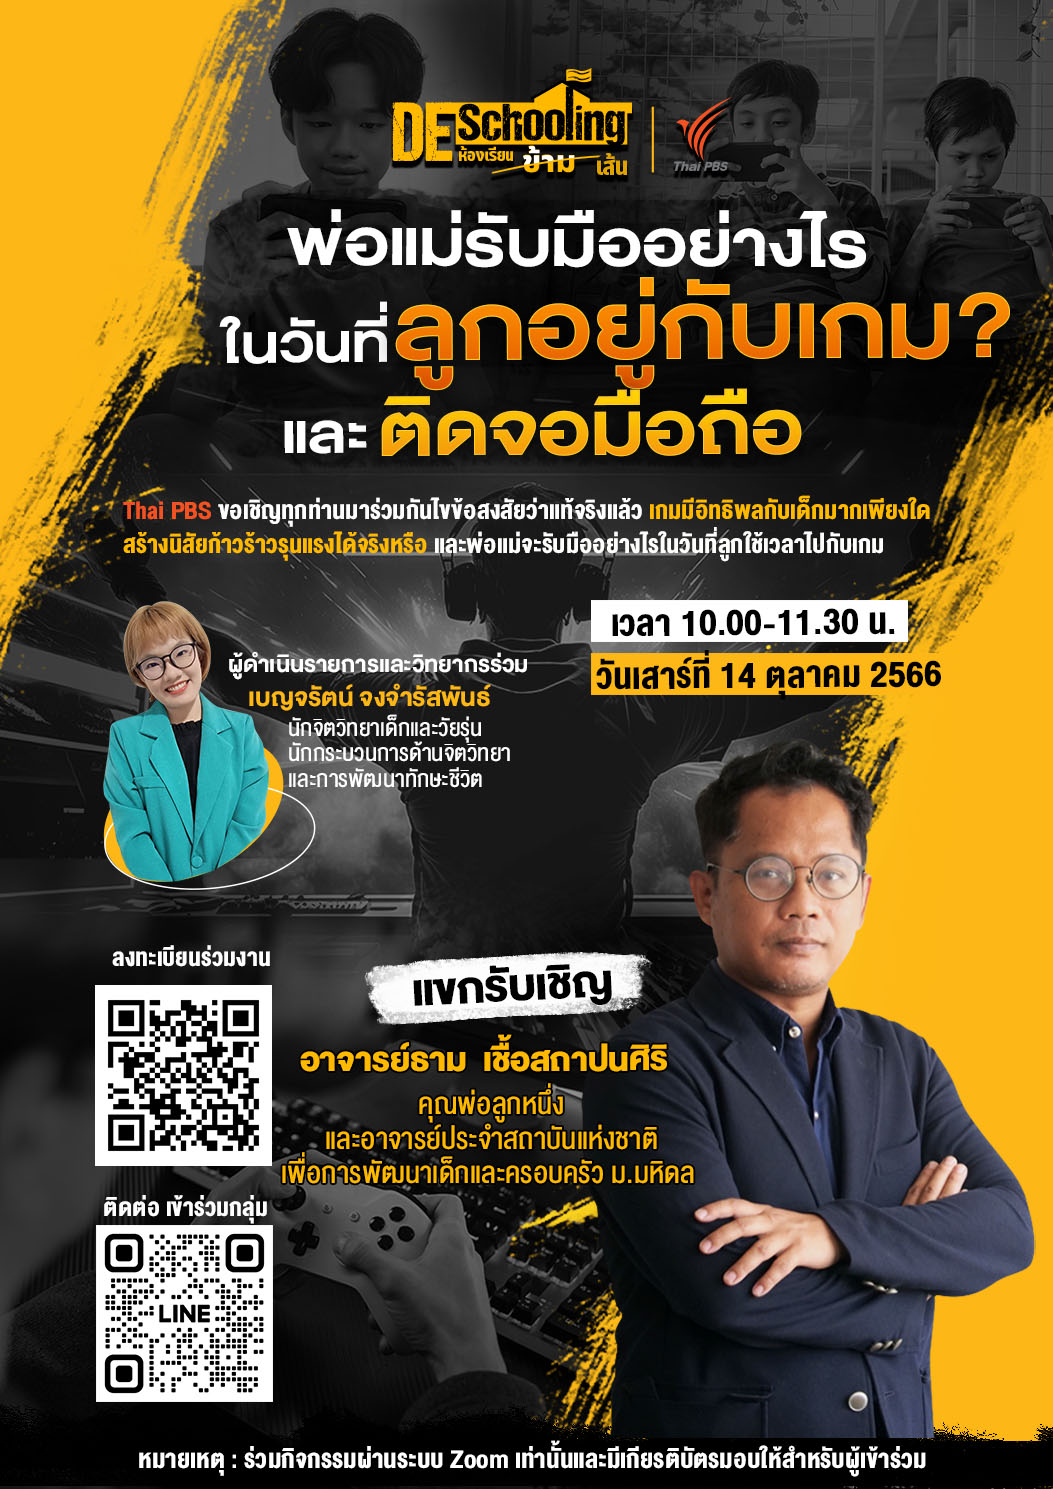 DESchooling
ห้องเรียน ข้าม เส้น
Thai PBS
พ่อแม่รับมืออย่างไร
ในวันที่ ลูกอยู่กับเกม?
และ ติดจอมือถือ
Thai PBS ขอเชิญทุกท่านมาร่วมกันไขข้อสงสัยว่าแท้จริงแล้ว เกมมีอิทธิพลกับเด็กมากเพียงใด
สร้างนิสัยก้าวร้าวรุนแรงได้จริงหรือ และพ่อแม่จะรับมืออย่างไรในวันที่ลูกใช้เวลาไปกับเกม
เวลา 10.00-11.30 น.
วันเสาร์ที่ 14 ตุลาคม 2566
ผู้ดำเนินรายการและวิทยากรร่วม
เบญจรัตน์ จงจำรัสพันธ์
นักจิตวิทยาเด็กและวัยรุ่น
นักกระบวนการด้านจิตวิทยา
และการพัฒนาทักษะชีวิต
ลงทะเบียนร่วมงาน
แขกรับเชิญ
อาจารย์ธาม เชื้อสถาปนศิริ
คุณพ่อลูกหนึ่ง
และอาจารย์ประจำสถาบันแห่งชาติ
เพื่อการพัฒนาเด็กและครอบครัว ม.มหิดล
ติดต่อ เข้าร่วมกลุ่ม
LINE
หมายเหตุ : ร่วมกิจกรรมผ่านระบบ Zoom เท่านั้นและมีเกียรติบัตรมอบให้สำหรับผู้เข้าร่วม